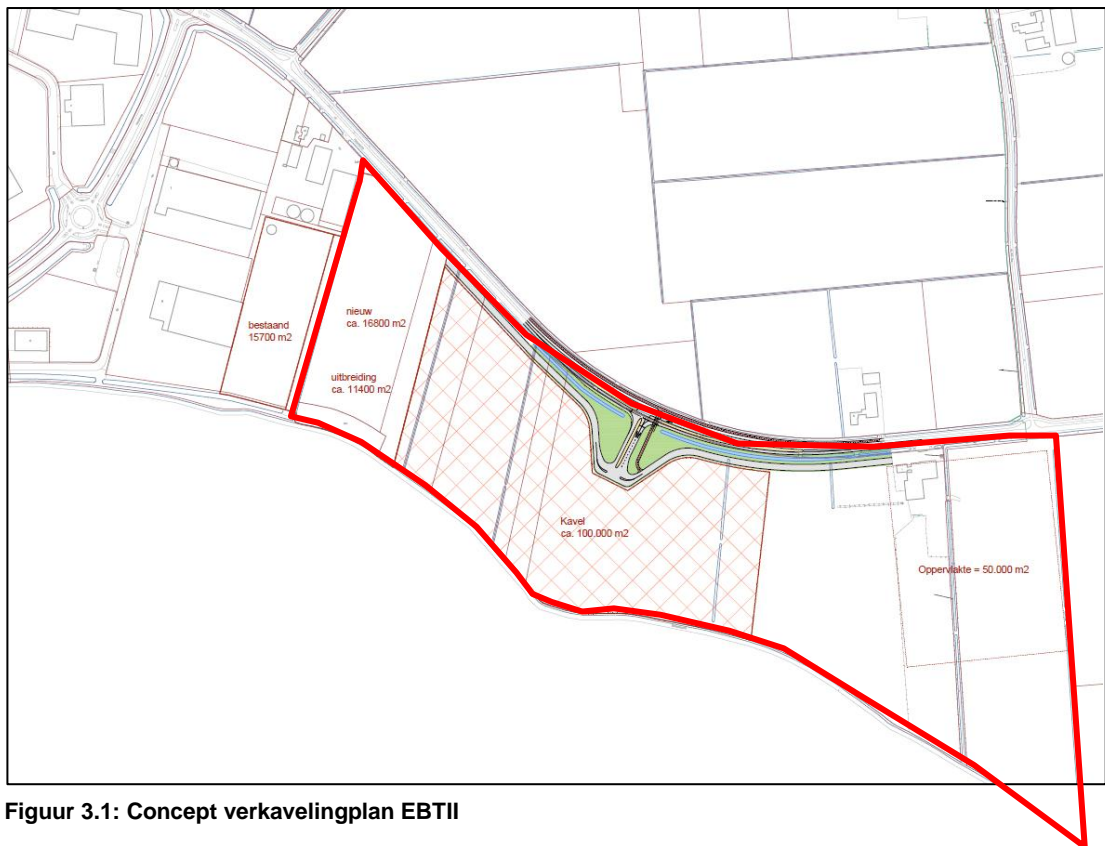 bestaand
15700 m2
nieuw
ca. 16800 m2
uitbreiding
ca. 11400 m2
Kavel
ca. 100.000 m2
Oppervlakte = 50.000 m2
Figuur 3.1: Concept verkavelingplan EBTII